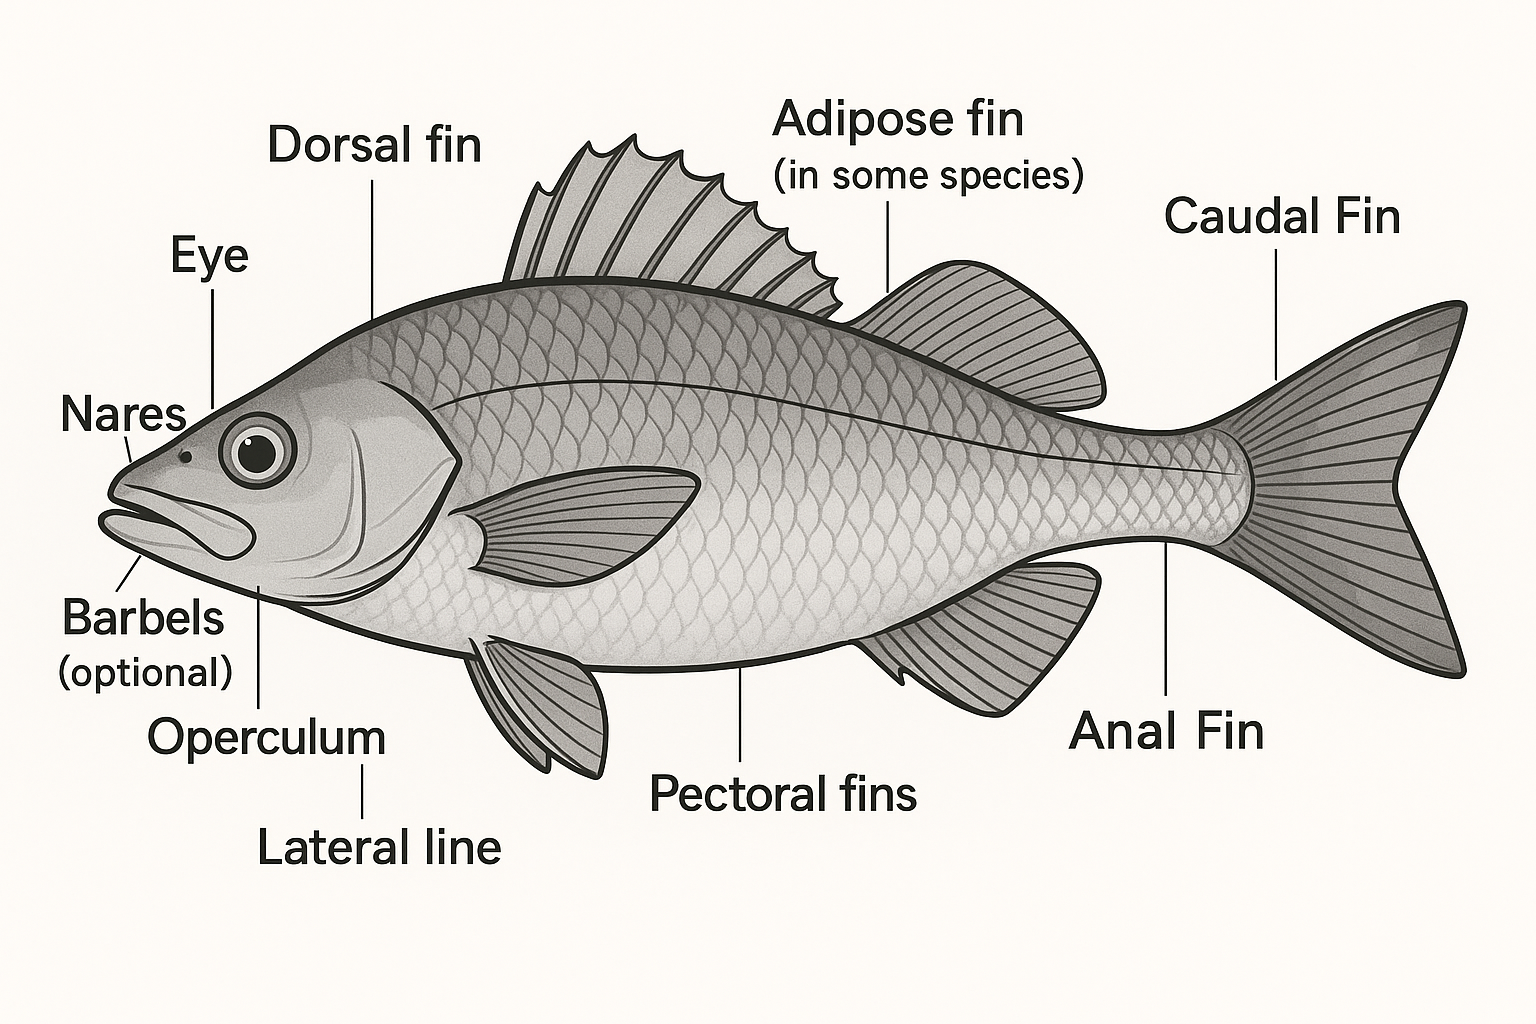 Adipose fin
(in some species)
Dorsal fin
Caudal Fin
Eye
Nares
Barbels
(optional)
Operculum
Anal Fin
Pectoral fins
Lateral line